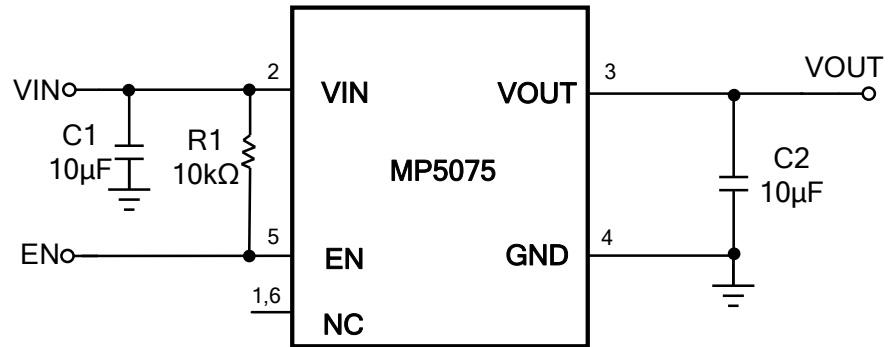 VIN
C1
10µF
R1
10kΩ
EN
2
5
1,6
VIN
EN
NC
MP5075
VOUT
GND
3
4
VOUT
C2
10µF